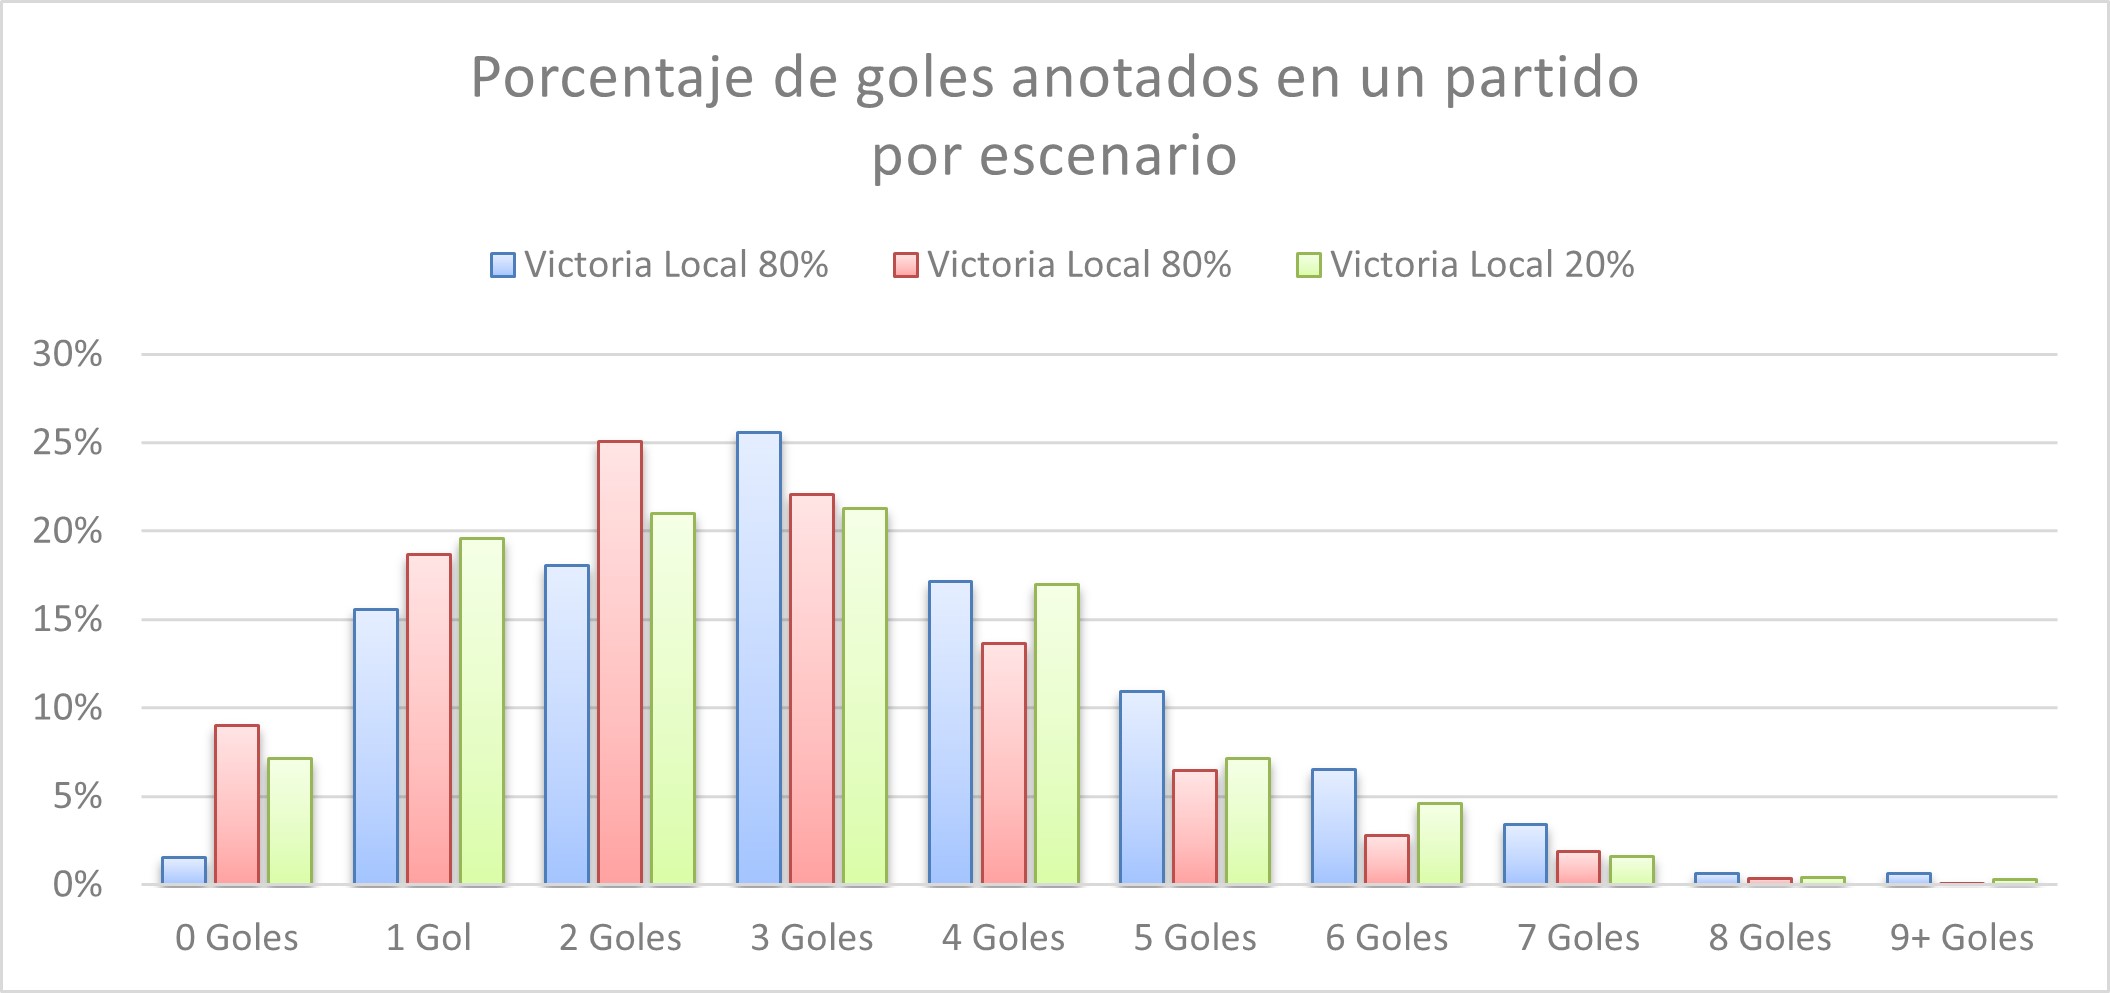 Porcentaje de goles anotados en un partido
por escenario
Victoria Local 80% Victoria Local 80% Victoria Local 20%
30%
25%
20%
15%
10%
5%
0%
0 Goles 1 Gol 2 Goles 3 Goles 4 Goles 5 Goles 6 Goles 7 Goles 8 Goles 9+ Goles